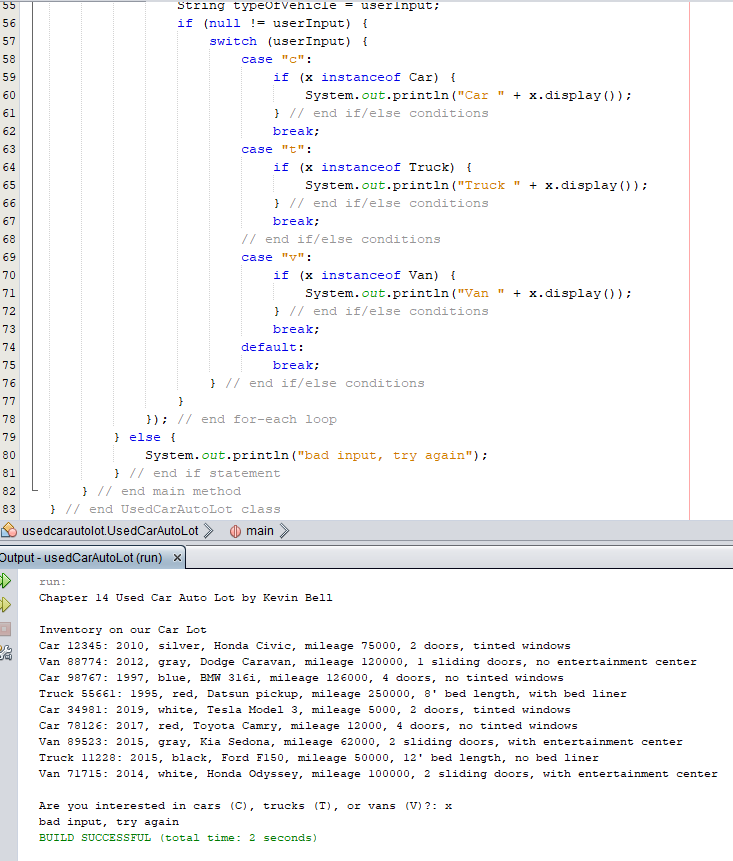 55 String typeOfVehicle = userInput;
56 if (null != userInput) {
57 switch (userInput) {
58 case "c":
59 if (x instanceof Car) {
60 System.out.println("Car " + x.display());
61 } // end if/else conditions
62 break;
63 case "t":
64 if (x instanceof Truck) {
65 System.out.println("Truck " + x.display());
66 } // end if/else conditions
67 break;
68 // end if/else conditions
69 case "v":
70 if (x instanceof Van) {
71 System.out.println("Van " + x.display());
72 } // end if/else conditions
73 break;
74 default:
75 break;
76 } // end if/else conditions
77 }
78 }); // end for-each loop
79 } else {
80 System.out.println("bad input, try again");
81 } // end if statement
82 } // end main method
83 } // end UsedCarAutoLot class
usedcarautolot.UsedCarAutoLot main
Output - usedCarAutoLot (run) ×
run:
Chapter 14 Used Car Auto Lot by Kevin Bell
Inventory on our Car Lot
Car 12345: 2010, silver, Honda Civic, mileage 75000, 2 doors, tinted windows
Van 88774: 2012, gray, Dodge Caravan, mileage 120000, 1 sliding doors, no entertainment center
Car 98767: 1997, blue, BMW 316i, mileage 126000, 4 doors, no tinted windows
Truck 55661: 1995, red, Datsun pickup, mileage 250000, 8' bed length, with bed liner
Car 34981: 2019, white, Tesla Model 3, mileage 5000, 2 doors, tinted windows
Car 78126: 2017, red, Toyota Camry, mileage 12000, 4 doors, no tinted windows
Van 89523: 2015, gray, Kia Sedona, mileage 62000, 2 sliding doors, with entertainment center
Truck 11228: 2015, black, Ford F150, mileage 50000, 12' bed length, no bed liner
Van 71715: 2014, white, Honda Odyssey, mileage 100000, 2 sliding doors, with entertainment center
Are you interested in cars (C), trucks (T), or vans (V)?: x
bad input, try again
BUILD SUCCESSFUL (total time: 2 seconds)